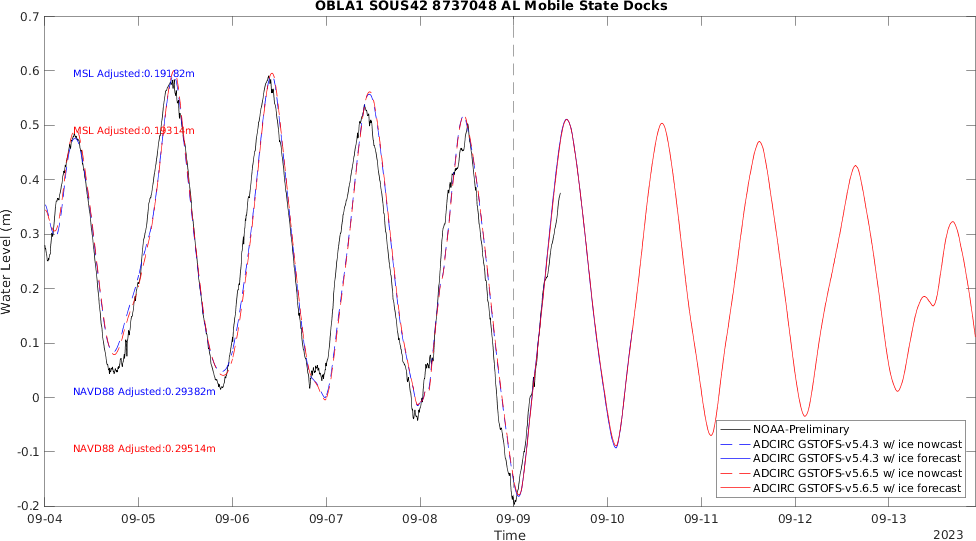 OBLA1 SOUS42 8737048 AL Mobile State Docks
0.7
0.6
0.5
0.4
0.3
0.2
0.1
0
-0.1
-0.2
Water Level (m)
MSL Adjusted:0.19182m
MSL Adjusted:0.19314m
NAVD88 Adjusted:0.29382m
NAVD88 Adjusted:0.29514m
NOAA-Preliminary
ADCIRC GSTOFS-v5.4.3 w/ ice nowcast
ADCIRC GSTOFS-v5.4.3 w/ ice forecast
ADCIRC GSTOFS-v5.6.5 w/ ice nowcast
ADCIRC GSTOFS-v5.6.5 w/ ice forecast
09-04 09-05 09-06 09-07 09-08 09-09 09-10 09-11 09-12 09-13
Time
2023